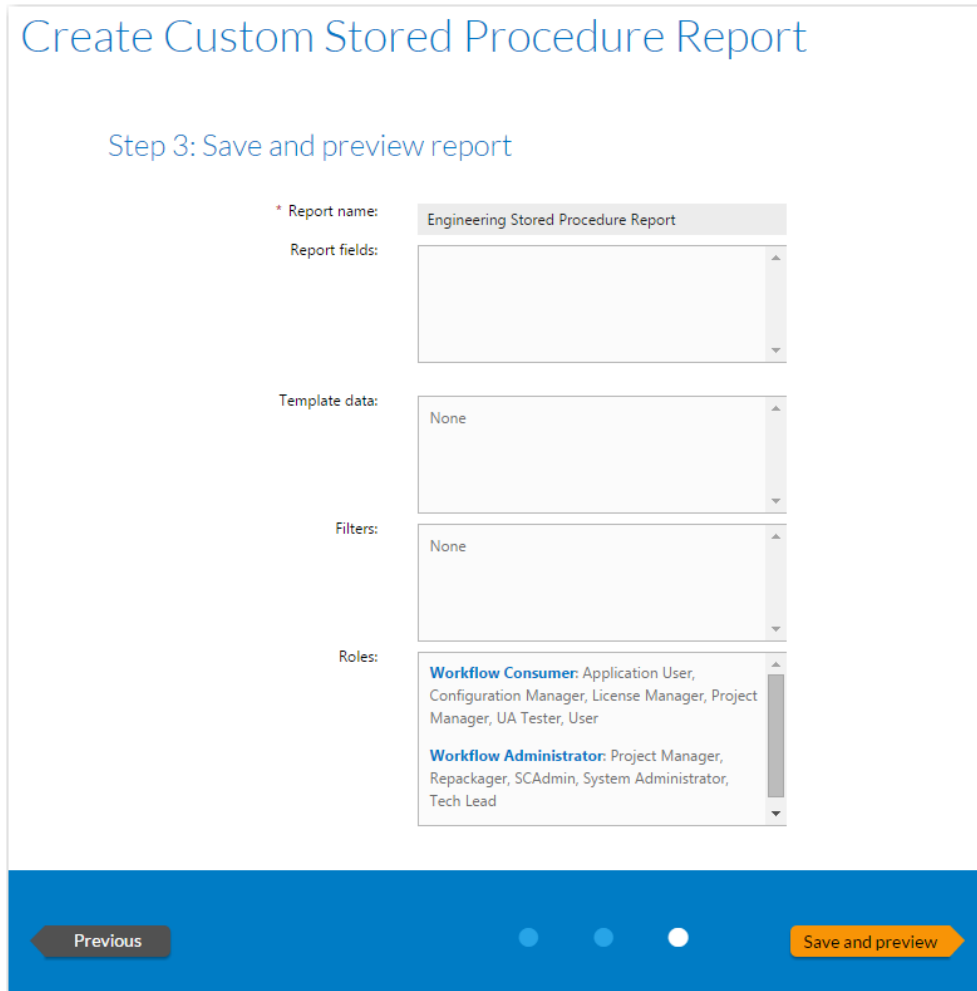 Create Custom Stored Procedure Report
Step 3: Save and preview report
* Report name:
Engineering Stored Procedure Report
Report fields:
Template data:
None
Filters:
None
Roles:
Workflow Consumer: Application User,
Configuration Manager, License Manager, Project
Manager, UA Tester, User
Workflow Administrator: Project Manager,
Repackager, SCAdmin, System Administrator,
Tech Lead
Previous
Save and preview